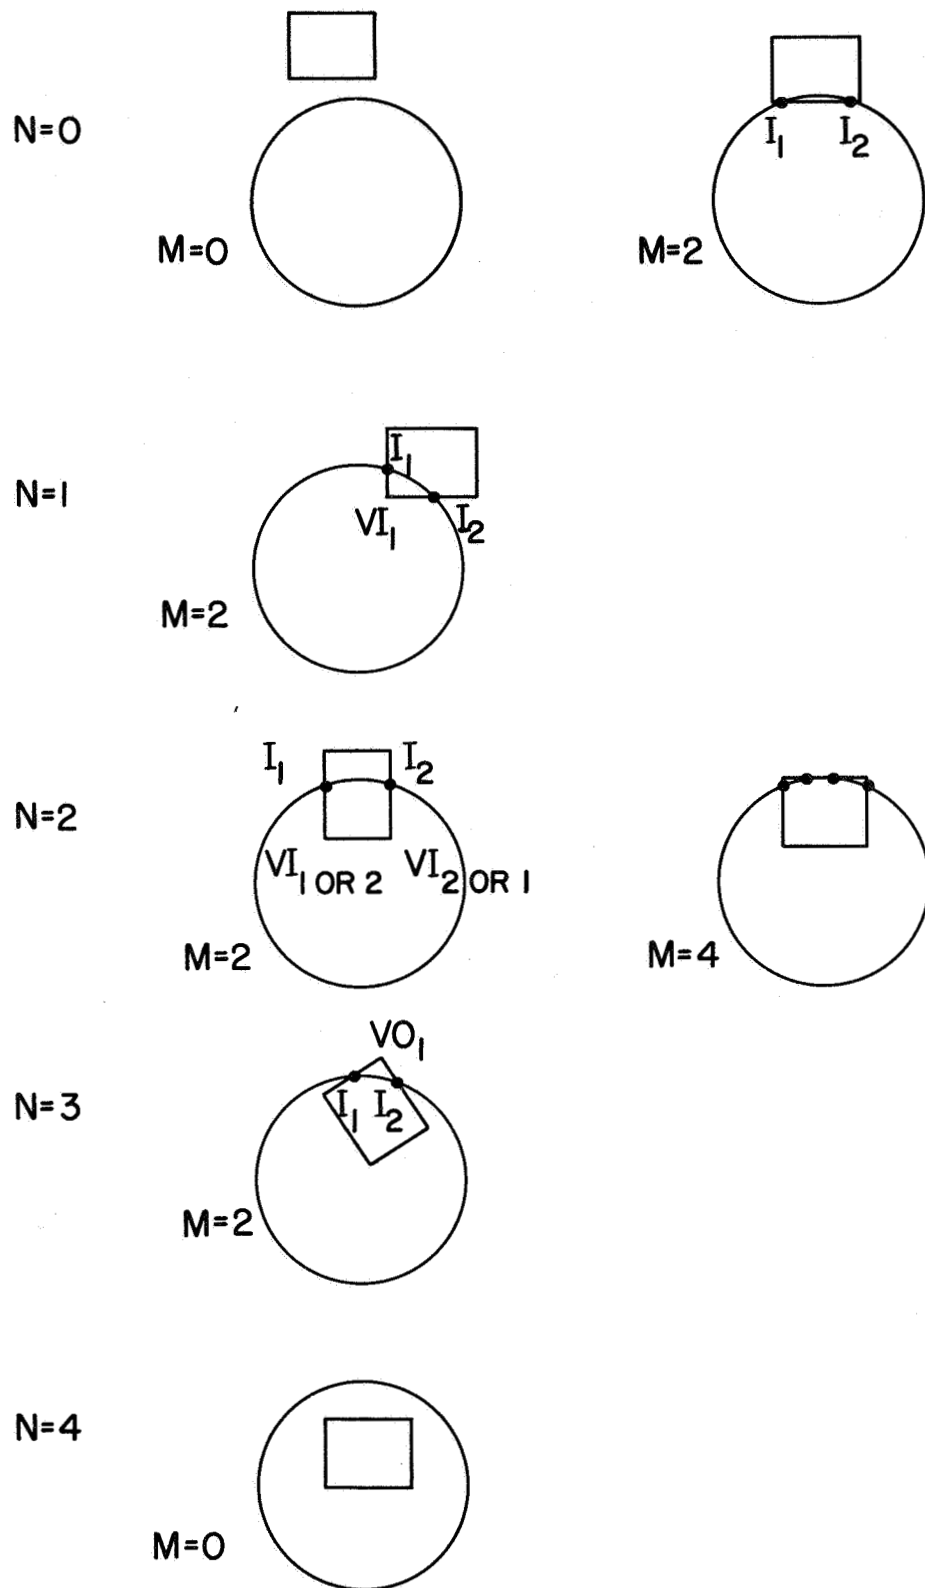 N=0
M=0
I₁ I₂
M=2
N=1
I₁
VI₁ I₂
M=2
N=2
I₁ I₂
VI₁ OR 2 VI₂ OR 1
M=2
M=4
N=3
VO₁
I₁ I₂
M=2
N=4
M=0